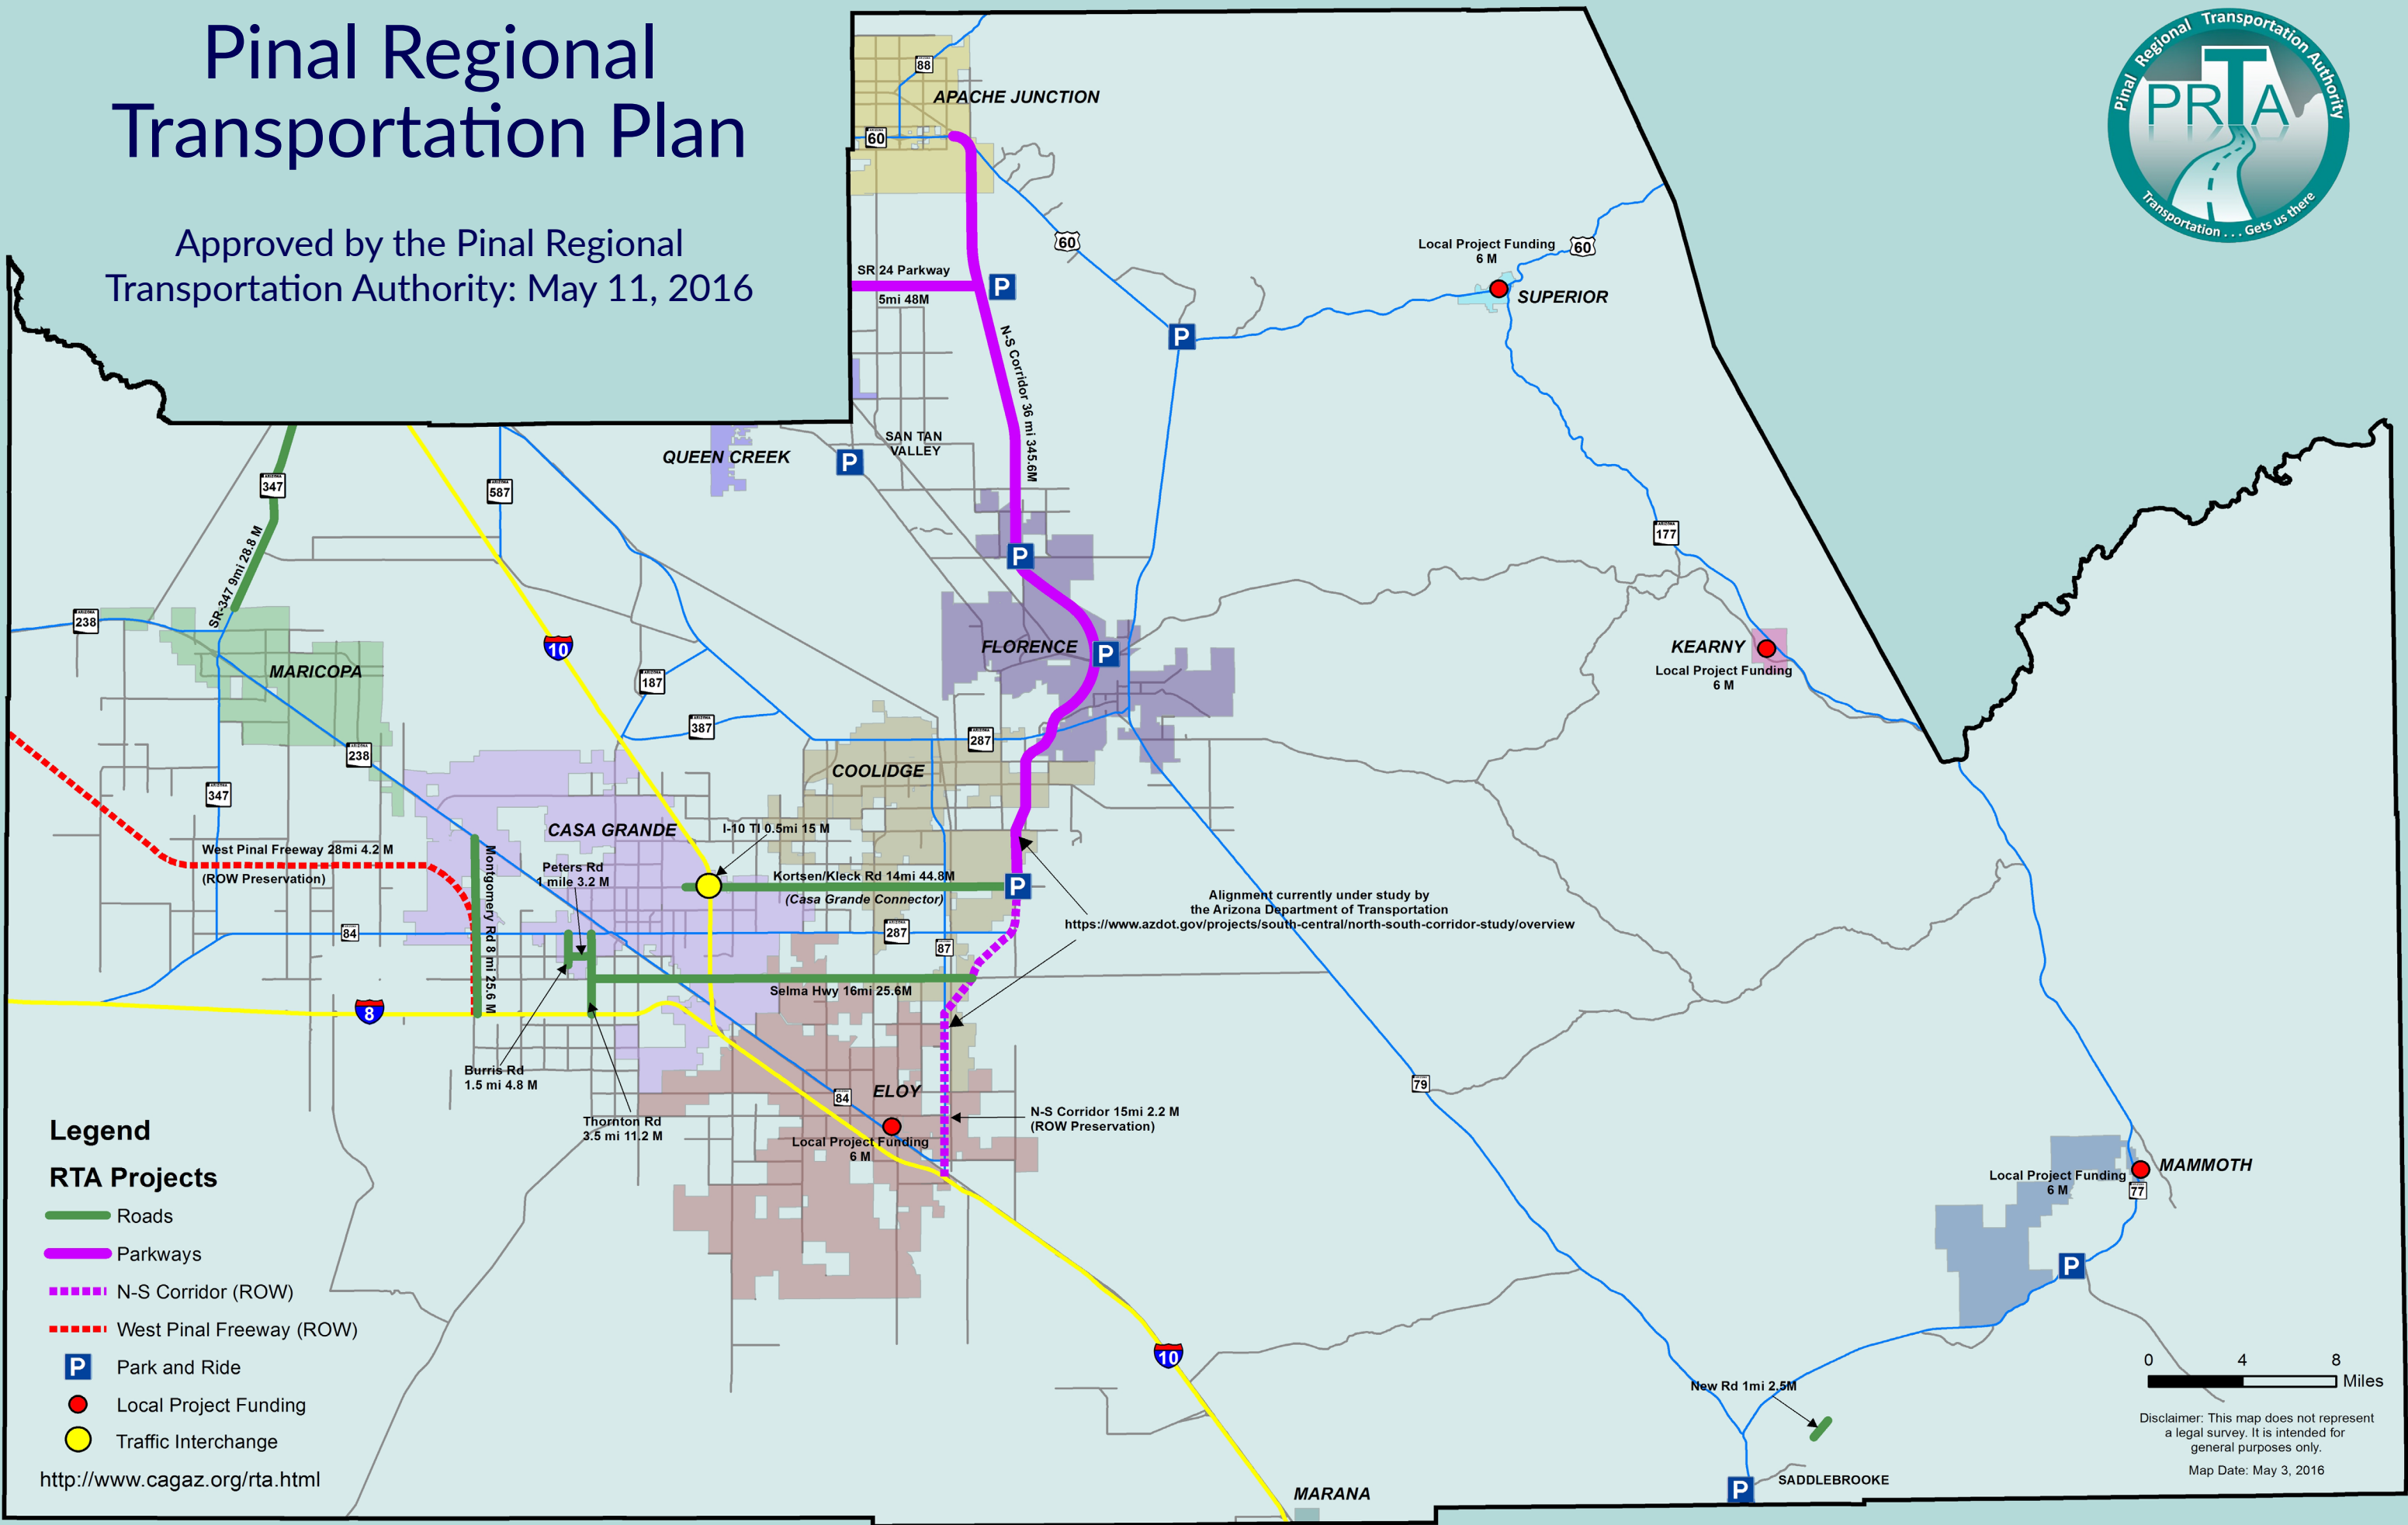 Pinal Regional
Transportation Plan
Approved by the Pinal Regional
Transportation Authority: May 11, 2016
Pinal Regional Transportation Authority
PRTA
Transportation . . . Gets us there
88
APACHE JUNCTION
60
60
SR 24 Parkway
5mi 48M
P
N-S Corridor 36 mi 345.6M
P
Local Project Funding
6 M
60
SUPERIOR
SAN TAN
VALLEY
QUEEN CREEK
P
347
587
SR-347 9mi 28.8 M
177
P
238
10
MARICOPA
187
FLORENCE
P
KEARNY
Local Project Funding
6 M
387
287
238
COOLIDGE
347
CASA GRANDE
I-10 TI 0.5mi 15 M
West Pinal Freeway 28mi 4.2 M
(ROW Preservation)
Montgomery Rd 8 mi 25.6 M
Peters Rd
1 mile 3.2 M
Kortsen/Kleck Rd 14mi 44.8M
(Casa Grande Connector)
P
Alignment currently under study by
the Arizona Department of Transportation
https://www.azdot.gov/projects/south-central/north-south-corridor-study/overview
84
287
87
Selma Hwy 16mi 25.6M
8
Burris Rd
1.5 mi 4.8 M
Thornton Rd
3.5 mi 11.2 M
84
ELOY
Local Project Funding
6 M
N-S Corridor 15mi 2.2 M
(ROW Preservation)
79
Local Project Funding
6 M
MAMMOTH
77
P
10
New Rd 1mi 2.5M
P
SADDLEBROOKE
MARANA
Legend
RTA Projects
Roads
Parkways
N-S Corridor (ROW)
West Pinal Freeway (ROW)
P Park and Ride
Local Project Funding
Traffic Interchange
http://www.cagaz.org/rta.html
0 4 8
Miles
Disclaimer: This map does not represent
a legal survey. It is intended for
general purposes only.
Map Date: May 3, 2016